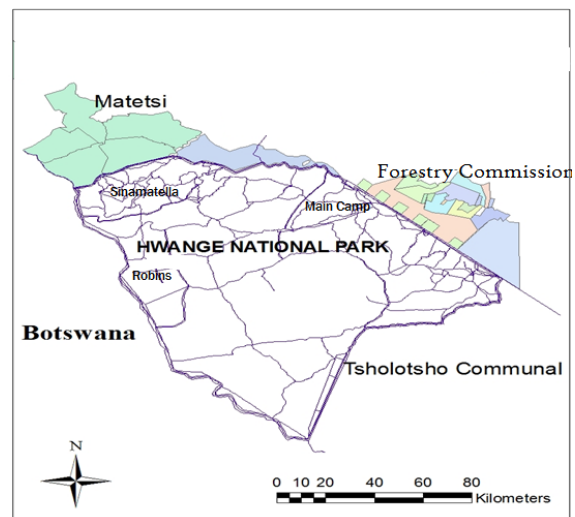 Matetsi
Forestry Commission
Sinamatella
Main Camp
HWANGE NATIONAL PARK
Robins
Botswana
Tsholotsho Communal
N
0 10 20 40 60 80
Kilometers